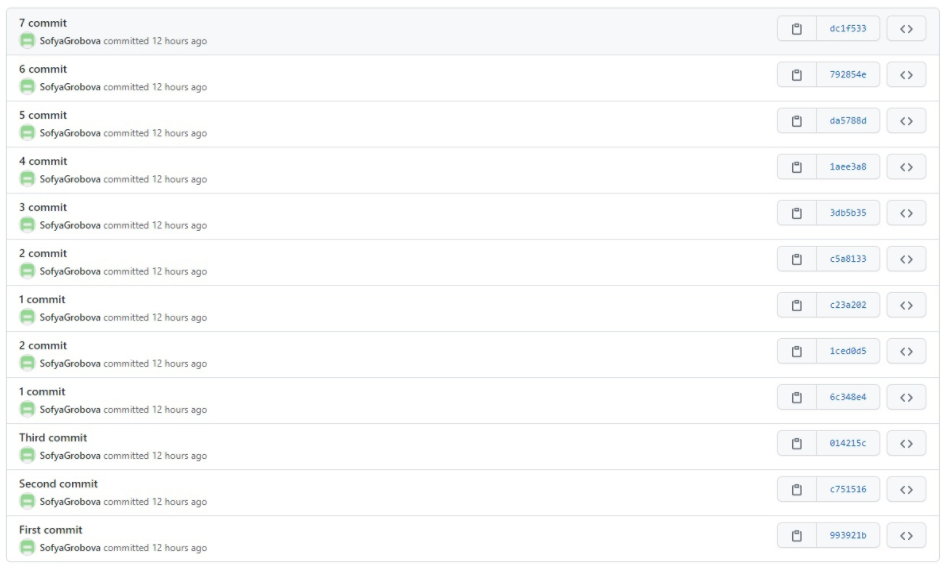 7 commit
dc1f533
SofyaGrobova committed 12 hours ago
6 commit
792854e
SofyaGrobova committed 12 hours ago
5 commit
da5788d
SofyaGrobova committed 12 hours ago
4 commit
1aee3a8
SofyaGrobova committed 12 hours ago
3 commit
3db5b35
SofyaGrobova committed 12 hours ago
2 commit
c5a8133
SofyaGrobova committed 12 hours ago
1 commit
c23a202
SofyaGrobova committed 12 hours ago
2 commit
1ced0d5
SofyaGrobova committed 12 hours ago
1 commit
6c348e4
SofyaGrobova committed 12 hours ago
Third commit
014215c
SofyaGrobova committed 12 hours ago
Second commit
c751516
SofyaGrobova committed 12 hours ago
First commit
993921b
SofyaGrobova committed 12 hours ago